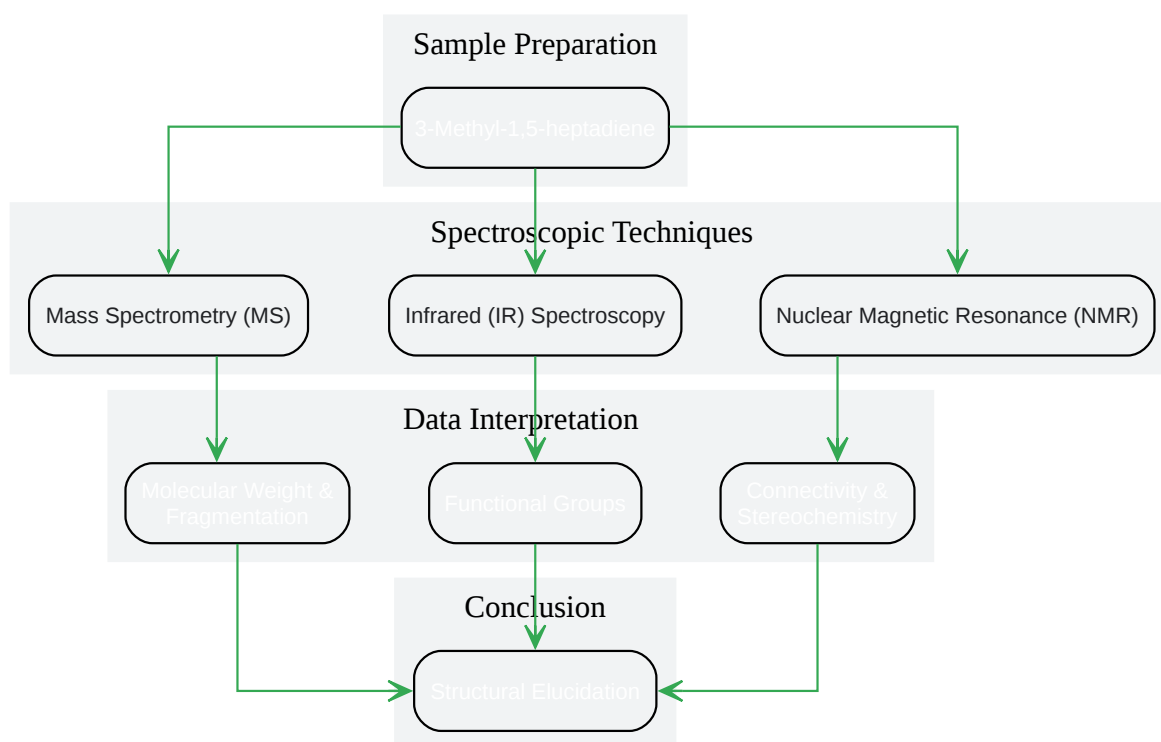 Sample Preparation
3-Methyl-1,5-heptadiene
Spectroscopic Techniques
Mass Spectrometry (MS)
Infrared (IR) Spectroscopy
Nuclear Magnetic Resonance (NMR)
Data Interpretation
Molecular Weight &
Fragmentation
Functional Groups
Connectivity &
Stereochemistry
Conclusion
Structural Elucidation